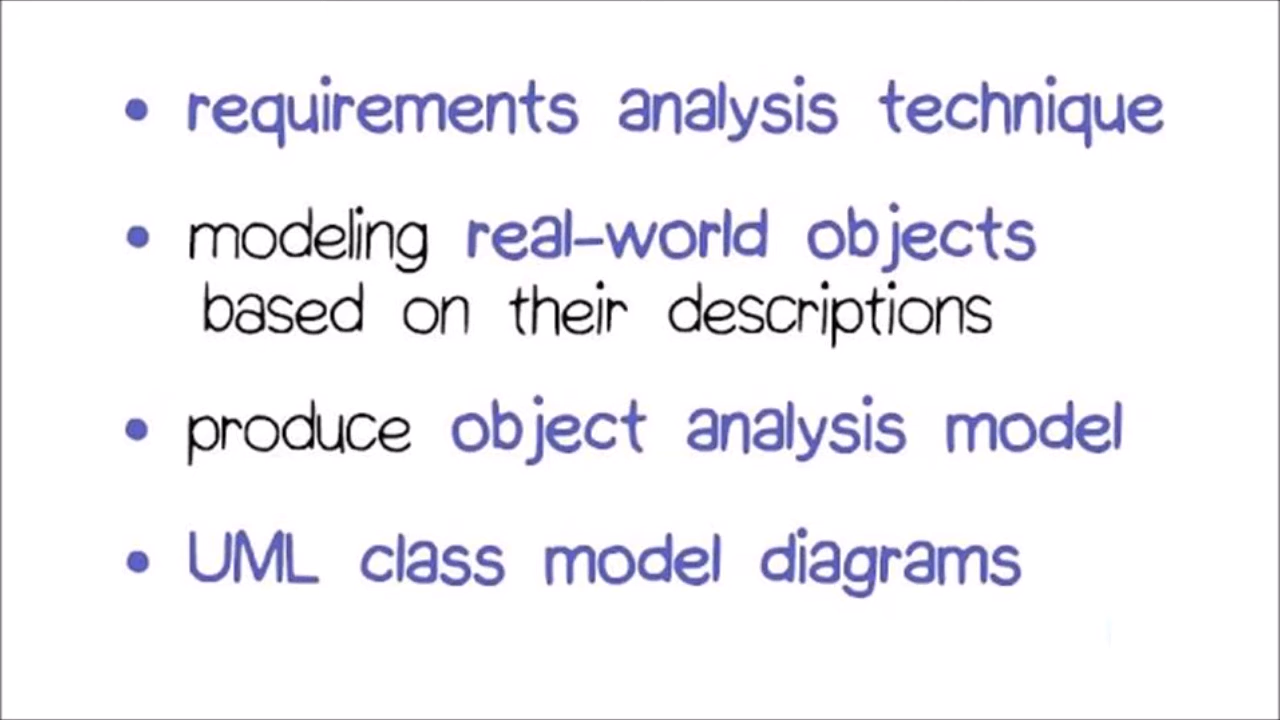 • requirements analysis technique
• modeling real-world objects
based on their descriptions
• produce object analysis model
• UML class model diagrams